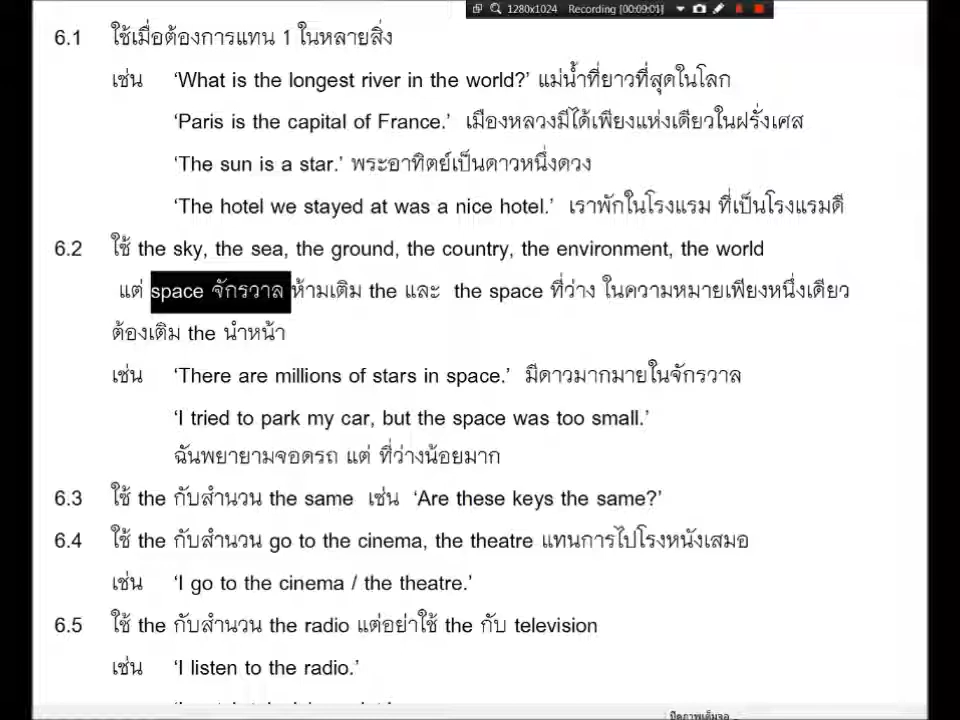 1280x1024 Recording [00:09:01]
6.1 ใช้เมื่อต้องการแทน 1 ในหลายสิ่ง
เช่น 'What is the longest river in the world?' แม่น้ำที่ยาวที่สุดในโลก
'Paris is the capital of France.' เมืองหลวงมีได้เพียงแห่งเดียวในฝรั่งเศส
'The sun is a star.' พระอาทิตย์เป็นดาวหนึ่งดวง
'The hotel we stayed at was a nice hotel.' เราพักในโรงแรม ที่เป็นโรงแรมดี
6.2 ใช้ the sky, the sea, the ground, the country, the environment, the world
แต่ space จักรวาล ห้ามเติม the และ the space ที่ว่าง ในความหมายเฟียงหนึ่งเดียว
ต้องเติม the นำหน้า
เช่น 'There are millions of stars in space.' มีดาวมากมายในจักรวาล
'I tried to park my car, but the space was too small.'
ฉันพยายามจอดรถ แต่ ที่ว่างน้อยมาก
6.3 ใช้ the กับสำนวน the same เช่น 'Are these keys the same?'
6.4 ใช้ the กับสำนวน go to the cinema, the theatre แทนการไปโรงหนังเสมอ
เช่น 'I go to the cinema / the theatre.'
6.5 ใช้ the กับสำนวน the radio แต่อย่าใช้ the กับ television
เช่น 'I listen to the radio.'